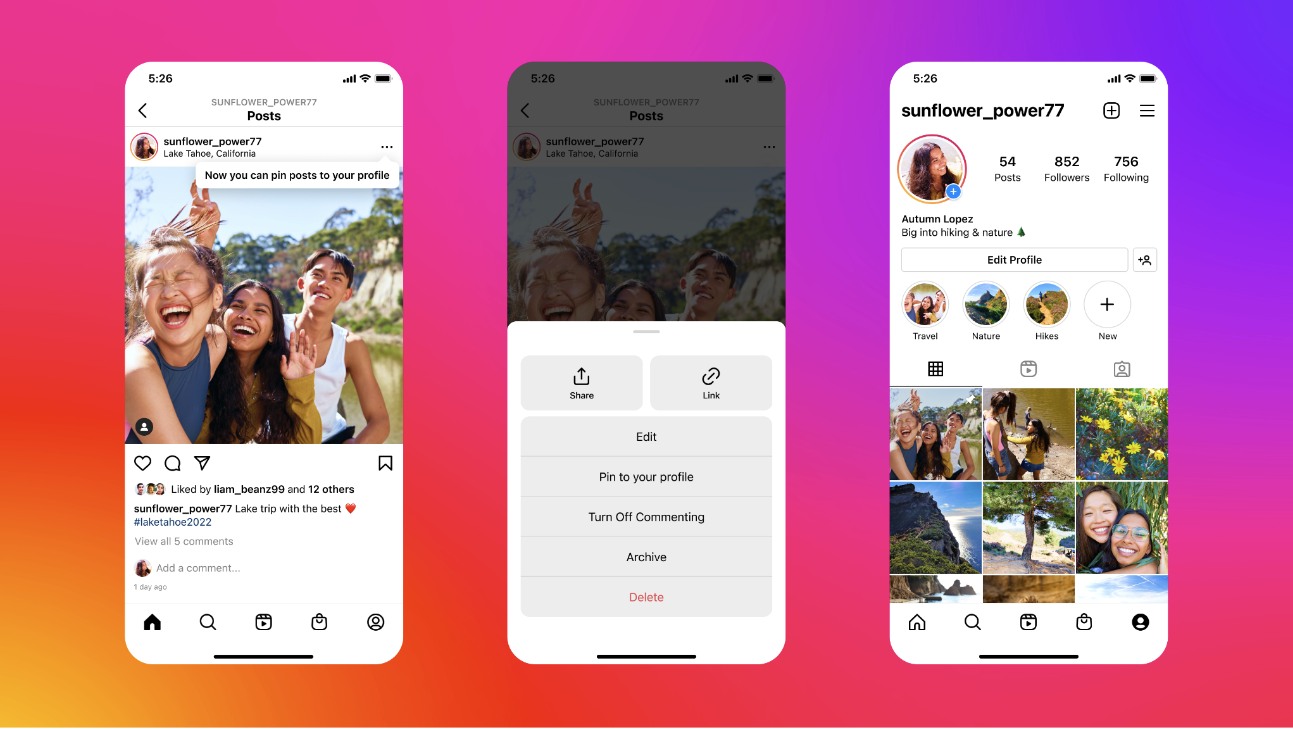 5:26
SUNFLOWER_POWER77
Posts
sunflower_power77
Lake Tahoe, California
Now you can pin posts to your profile
Liked by liam_beanz99 and 12 others
sunflower_power77 Lake trip with the best ❤️
#laketahoe2022
View all 5 comments
Add a comment...
1 day ago
5:26
SUNFLOWER_POWER77
Posts
sunflower_power77
Lake Tahoe, California
Share
Link
Edit
Pin to your profile
Turn Off Commenting
Archive
Delete
5:26
sunflower_power77
54 852 756
Posts Followers Following
Autumn Lopez
Big into hiking & nature 🌲
Edit Profile
Travel Nature Hikes New